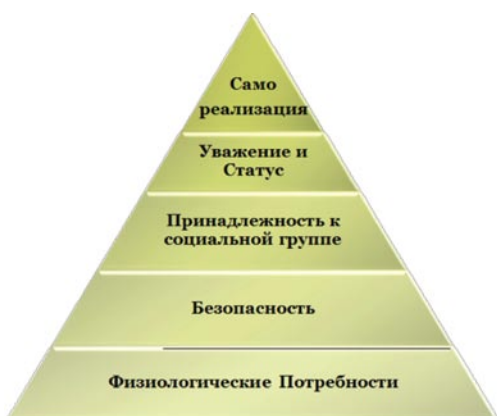 Само
реализация
Уважение и
Статус
Принадлежность к
социальной группе
Безопасность
Физиологические Потребности